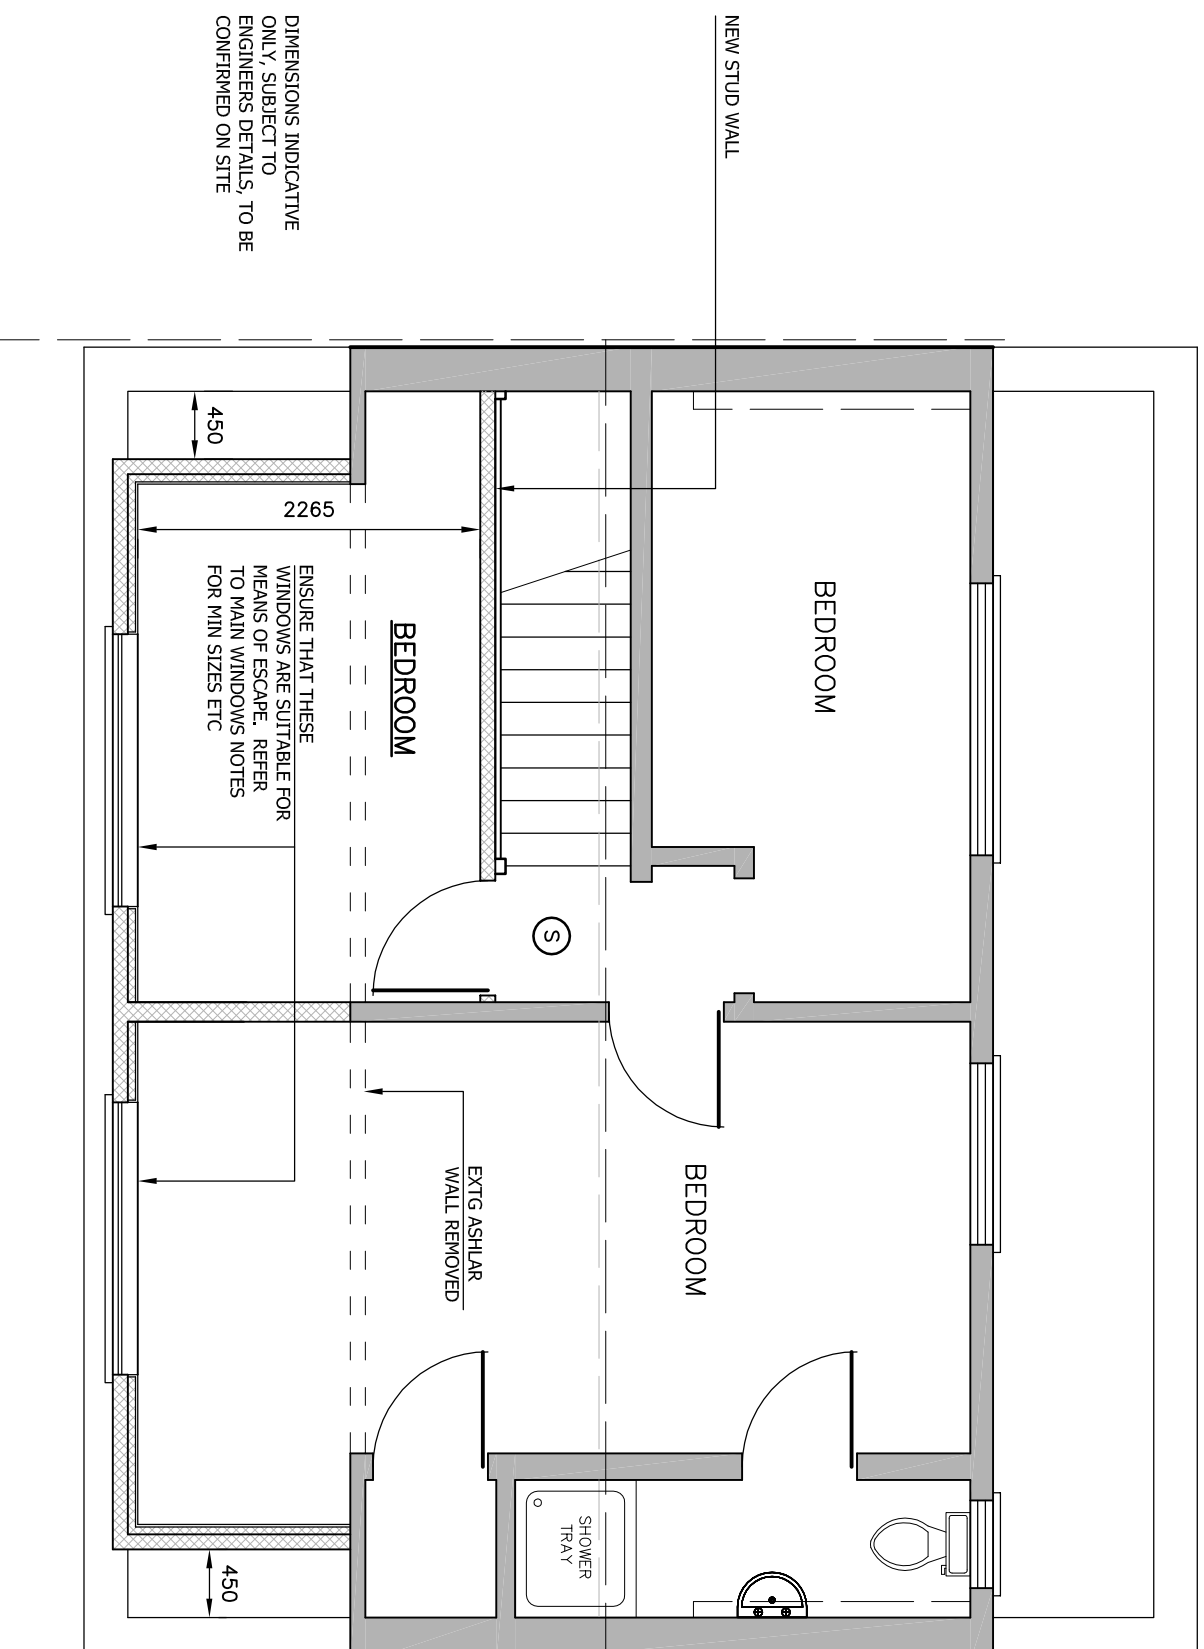 NEW STUD WALL
DIMENSIONS INDICATIVE
ONLY, SUBJECT TO
ENGINEERS DETAILS, TO BE
CONFIRMED ON SITE
BEDROOM
450
2265
BEDROOM
ENSURE THAT THESE
WINDOWS ARE SUITABLE FOR
MEANS OF ESCAPE. REFER
TO MAIN WINDOWS NOTES
FOR MIN SIZES ETC
S
BEDROOM
EXTG ASHLAR
WALL REMOVED
SHOWER
TRAY
450